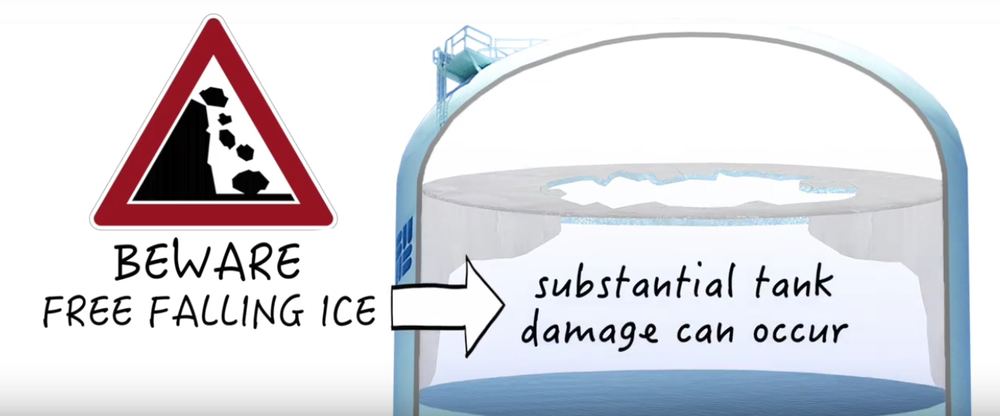 BEWARE
FREE FALLING ICE
substantial tank
damage can occur